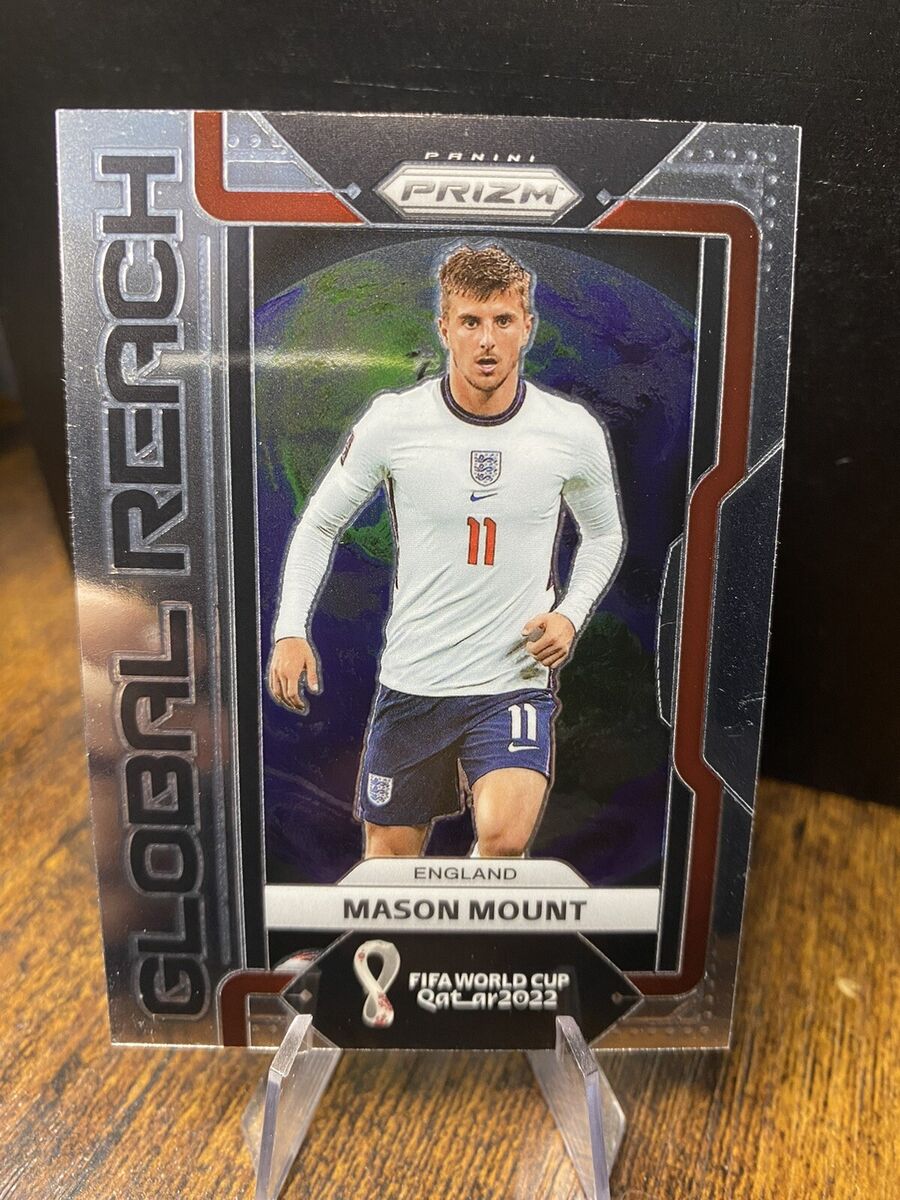 PANINI
PRIZM
GLOBAL REACH
11
11
ENGLAND
MASON MOUNT
FIFA WORLD CUP
Qatar2022